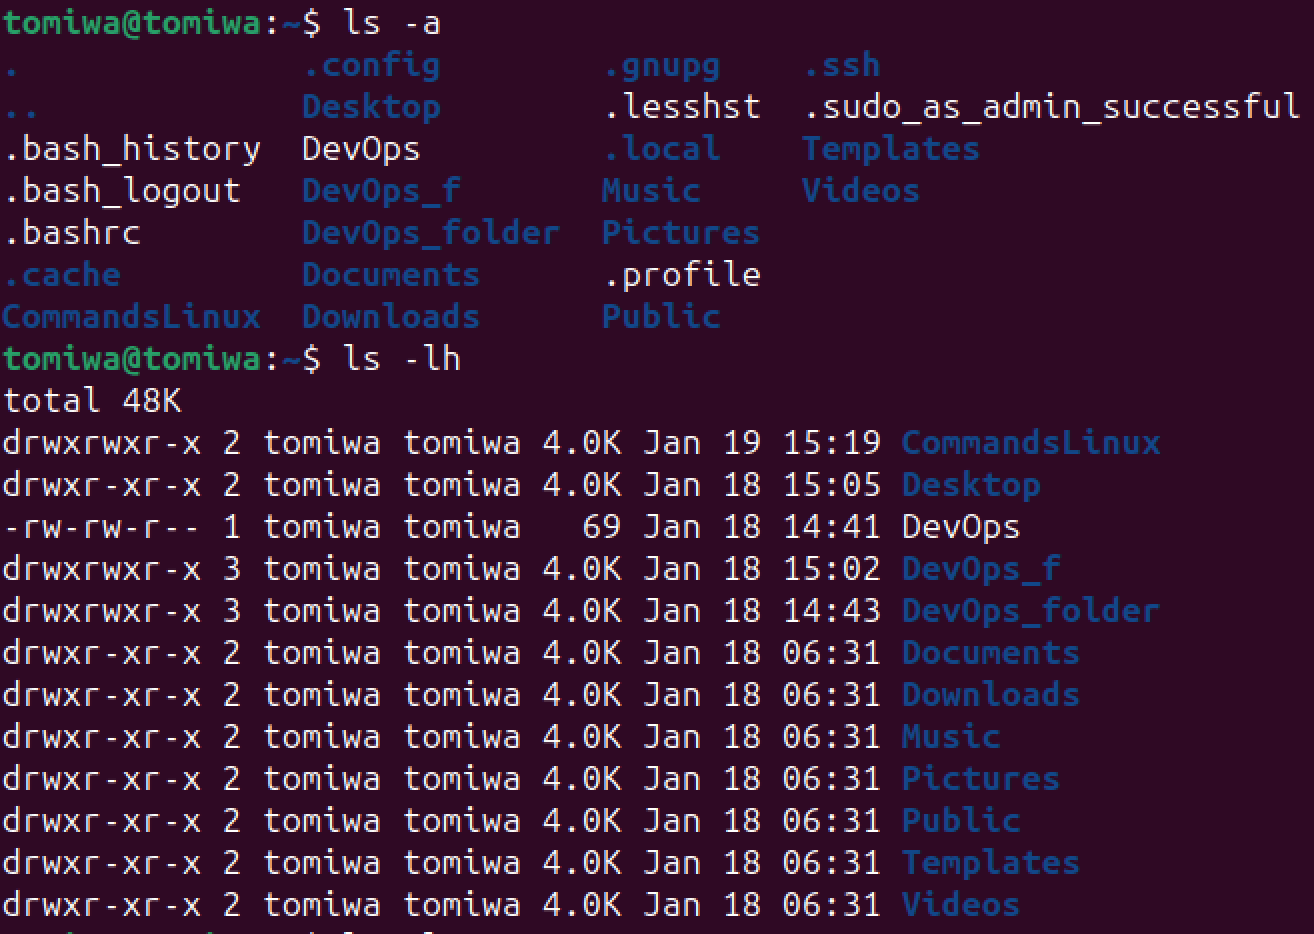 tomiwa@tomiwa:~$ ls -a
. .config .gnupg .ssh
.. Desktop .lesshst .sudo_as_admin_successful
.bash_history DevOps .local Templates
.bash_logout DevOps_f Music Videos
.bashrc DevOps_folder Pictures
.cache Documents .profile
CommandsLinux Downloads Public
tomiwa@tomiwa:~$ ls -lh
total 48K
drwxrwxr-x 2 tomiwa tomiwa 4.0K Jan 19 15:19 CommandsLinux
drwxr-xr-x 2 tomiwa tomiwa 4.0K Jan 18 15:05 Desktop
-rw-rw-r-- 1 tomiwa tomiwa   69 Jan 18 14:41 DevOps
drwxrwxr-x 3 tomiwa tomiwa 4.0K Jan 18 15:02 DevOps_f
drwxrwxr-x 3 tomiwa tomiwa 4.0K Jan 18 14:43 DevOps_folder
drwxr-xr-x 2 tomiwa tomiwa 4.0K Jan 18 06:31 Documents
drwxr-xr-x 2 tomiwa tomiwa 4.0K Jan 18 06:31 Downloads
drwxr-xr-x 2 tomiwa tomiwa 4.0K Jan 18 06:31 Music
drwxr-xr-x 2 tomiwa tomiwa 4.0K Jan 18 06:31 Pictures
drwxr-xr-x 2 tomiwa tomiwa 4.0K Jan 18 06:31 Public
drwxr-xr-x 2 tomiwa tomiwa 4.0K Jan 18 06:31 Templates
drwxr-xr-x 2 tomiwa tomiwa 4.0K Jan 18 06:31 Videos